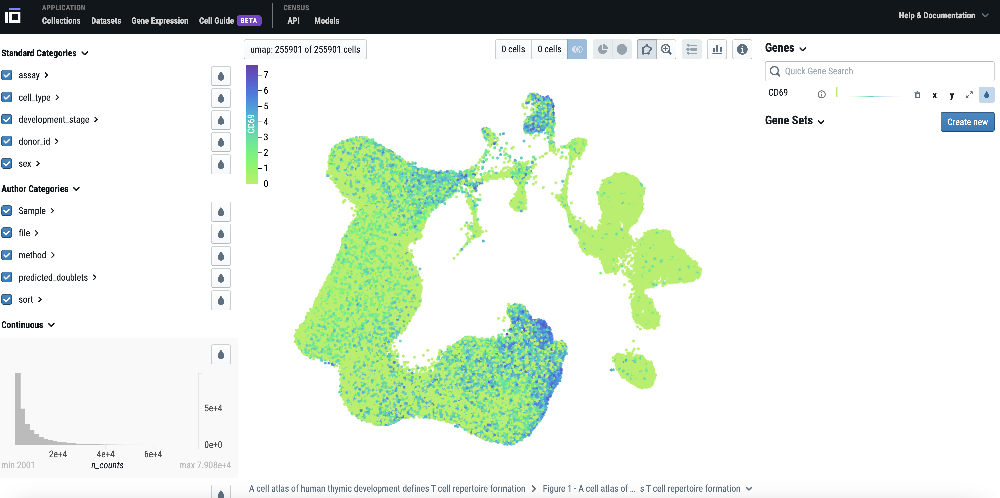 APPLICATION
Collections Datasets Gene Expression Cell Guide BETA
CENSUS
API Models
Help & Documentation
Standard Categories
assay
cell_type
development_stage
donor_id
sex
Author Categories
Sample
file
method
predicted_doublets
sort
Continuous
5e+4
0e+0
2e+4 4e+4 6e+4
min 2001 n_counts max 7.908e+4
umap: 255901 of 255901 cells
0 cells 0 cells
CD69
7
6
5
4
3
2
1
0
A cell atlas of human thymic development defines T cell repertoire formation
Figure 1 - A cell atlas of … s T cell repertoire formation
Genes
Quick Gene Search
CD69 x y
Gene Sets
Create new